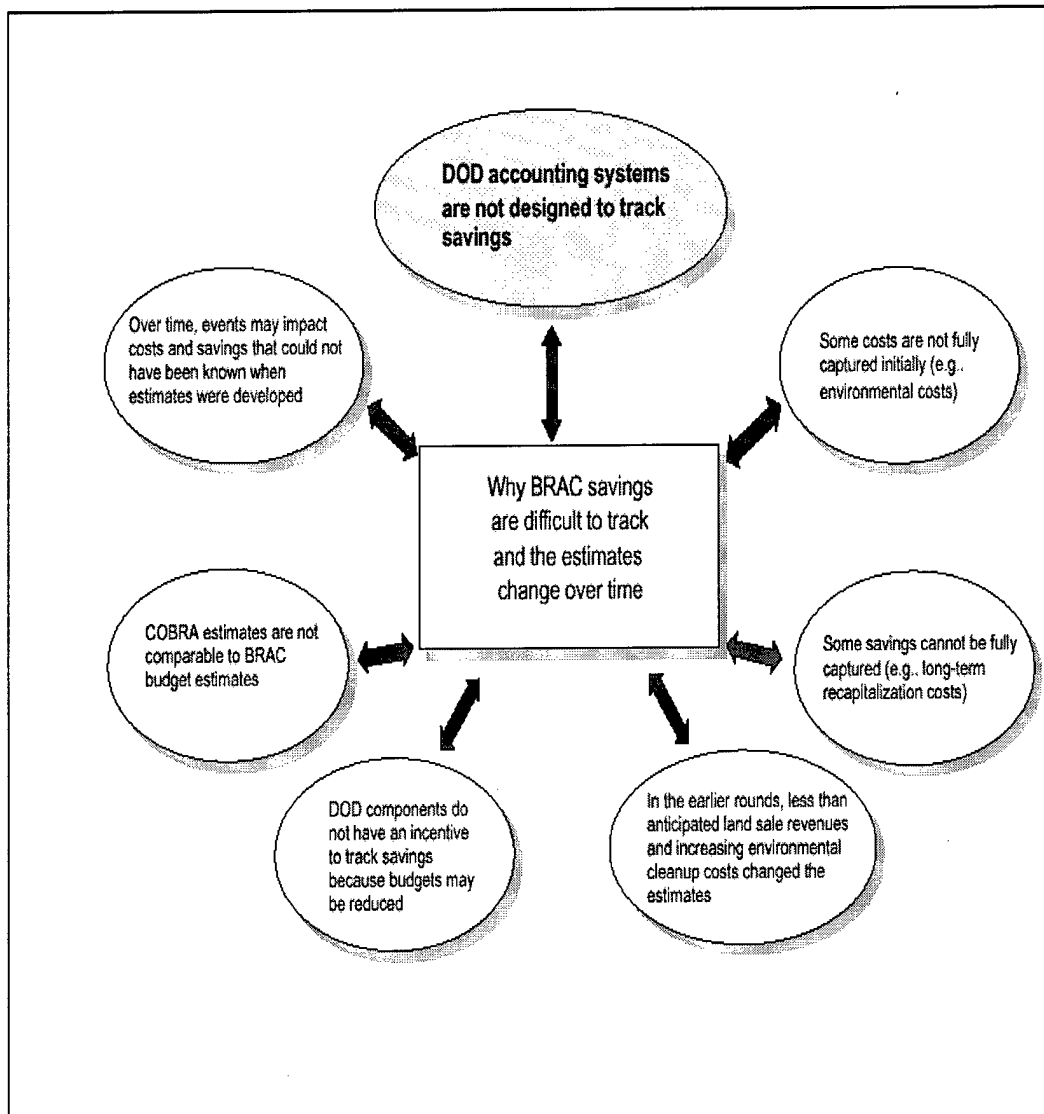 DOD accounting systems
are not designed to track
savings
Over time, events may impact
costs and savings that could not
have been known when
estimates were developed
Some costs are not fully
captured initially (e.g..
environmental costs)
Why BRAC savings
are difficult to track
and the estimates
change over time
COBRA estimates are not
comparable to BRAC
budget estimates
Some savings cannot be fully
captured (e.g.. long-term
recapitalization costs)
DOD components do
not have an incentive
to track savings
because budgets may
be reduced
In the earlier rounds, less than
anticipated land sale revenues
and increasing environmental
cleanup costs changed the
estimates